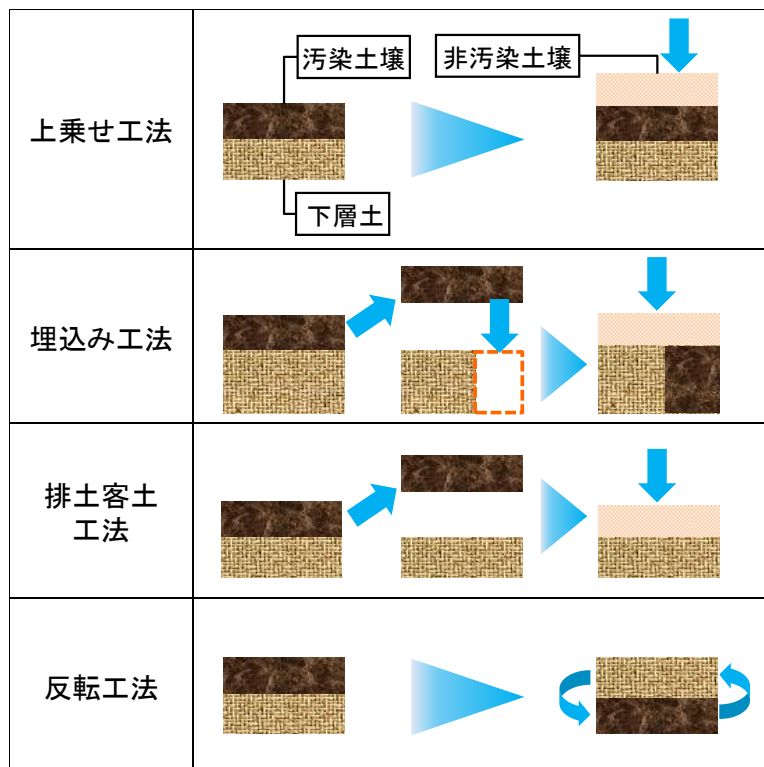 上乗せ工法
汚染土壌
非汚染土壌
下層土
埋込み工法
排土客土
工法
反転工法